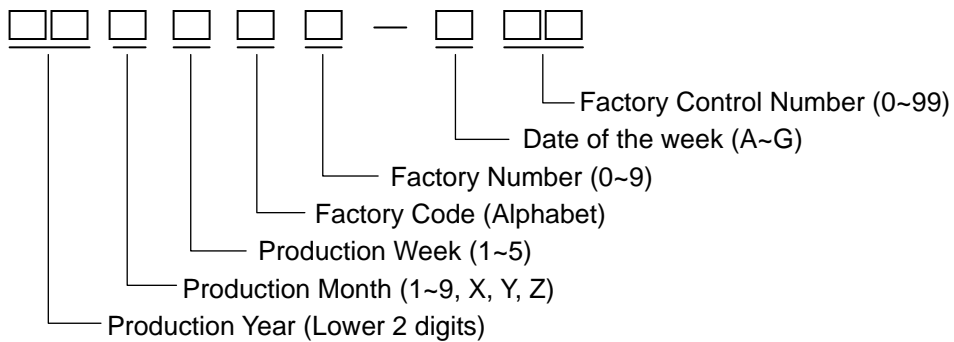 Factory Control Number (0~99)
Date of the week (A~G)
Factory Number (0~9)
Factory Code (Alphabet)
Production Week (1~5)
Production Month (1~9, X, Y, Z)
Production Year (Lower 2 digits)